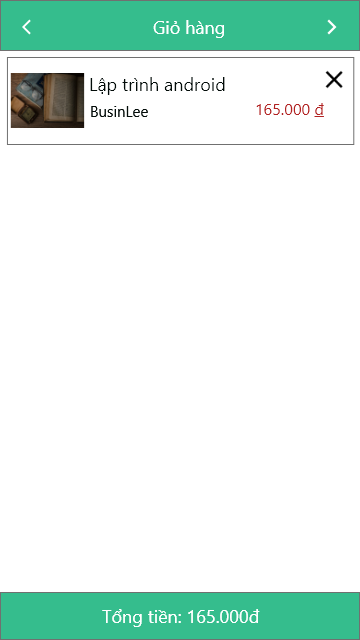 Giỏ hàng
Lập trình android
BusinLee
165.000 đ
Tổng tiền: 165.000đ